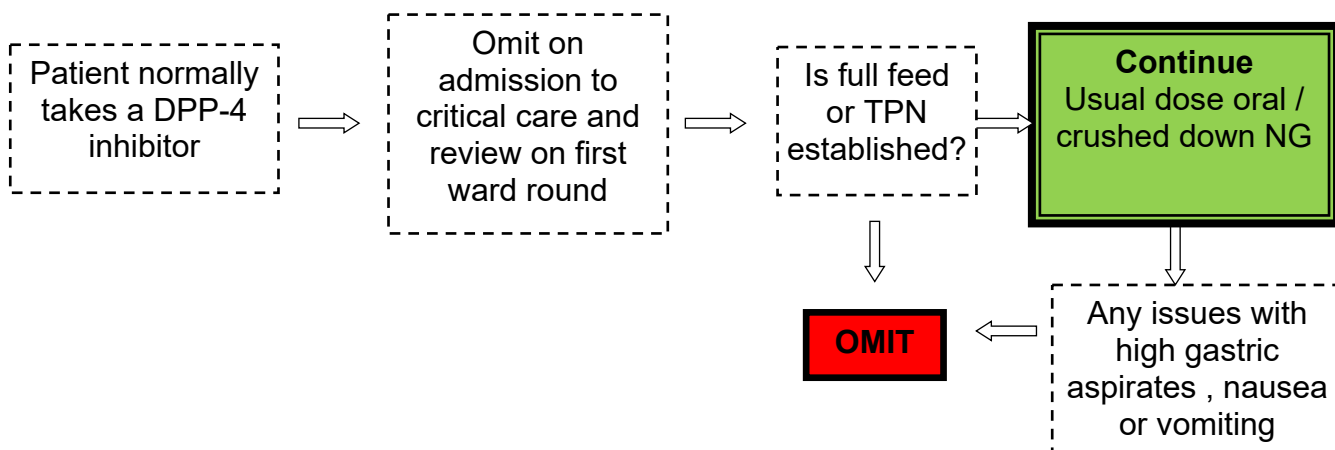 Patient normally
takes a DPP-4
inhibitor
Omit on
admission to
critical care and
review on first
ward round
Is full feed
or TPN
established?
Continue
Usual dose oral /
crushed down NG
OMIT
Any issues with
high gastric
aspirates , nausea
or vomiting